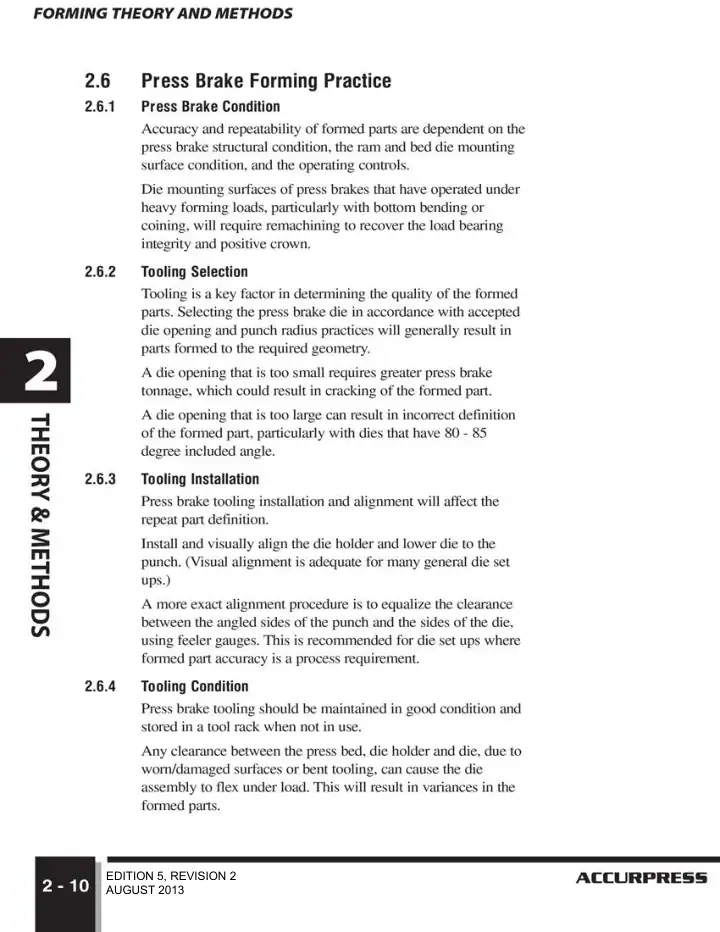 FORMING THEORY AND METHODS
2.6 Press Brake Forming Practice
2.6.1 Press Brake Condition
Accuracy and repeatability of formed parts are dependent on the
press brake structural condition, the ram and bed die mounting
surface condition, and the operating controls.
Die mounting surfaces of press brakes that have operated under
heavy forming loads, particularly with bottom bending or
coining, will require remachining to recover the load bearing
integrity and positive crown.
2.6.2 Tooling Selection
Tooling is a key factor in determining the quality of the formed
parts. Selecting the press brake die in accordance with accepted
die opening and punch radius practices will generally result in
parts formed to the required geometry.
A die opening that is too small requires greater press brake
tonnage, which could result in cracking of the formed part.
A die opening that is too large can result in incorrect definition
of the formed part, particularly with dies that have 80 - 85
degree included angle.
2.6.3 Tooling Installation
Press brake tooling installation and alignment will affect the
repeat part definition.
Install and visually align the die holder and lower die to the
punch. (Visual alignment is adequate for many general die set
ups.)
A more exact alignment procedure is to equalize the clearance
between the angled sides of the punch and the sides of the die,
using feeler gauges. This is recommended for die set ups where
formed part accuracy is a process requirement.
2.6.4 Tooling Condition
Press brake tooling should be maintained in good condition and
stored in a tool rack when not in use.
Any clearance between the press bed, die holder and die, due to
worn/damaged surfaces or bent tooling, can cause the die
assembly to flex under load. This will result in variances in the
formed parts.
2
THEORY & METHODS
2 - 10
EDITION 5, REVISION 2
AUGUST 2013
ACCURPRESS